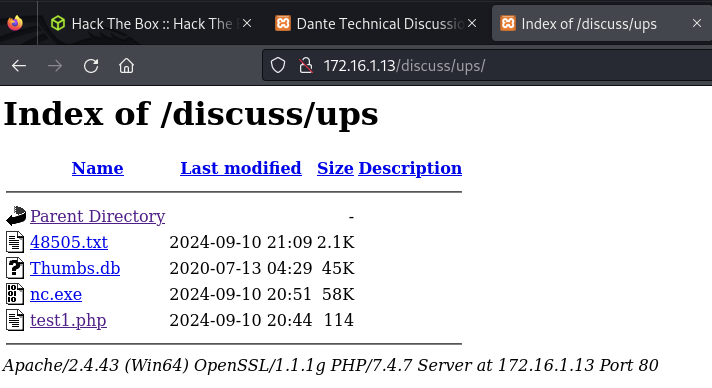 Hack The Box :: Hack The
Dante Technical Discussio
Index of /discuss/ups
172.16.1.13/discuss/ups/
Index of /discuss/ups
Name Last modified Size Description
Parent Directory -
48505.txt 2024-09-10 21:09 2.1K
Thumbs.db 2020-07-13 04:29 45K
nc.exe 2024-09-10 20:51 58K
test1.php 2024-09-10 20:44 114
Apache/2.4.43 (Win64) OpenSSL/1.1.1g PHP/7.4.7 Server at 172.16.1.13 Port 80